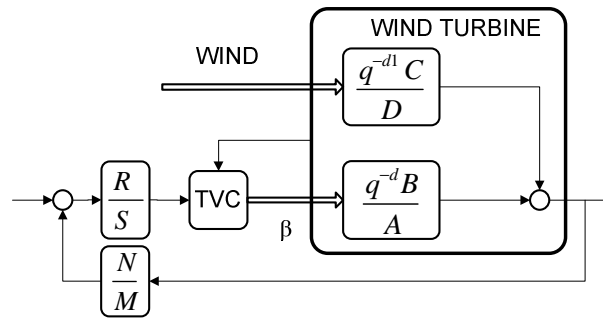 WIND TURBINE
WIND
q^{-d1} C
D
R
S
TVC
q^{-d} B
A
β
N
M